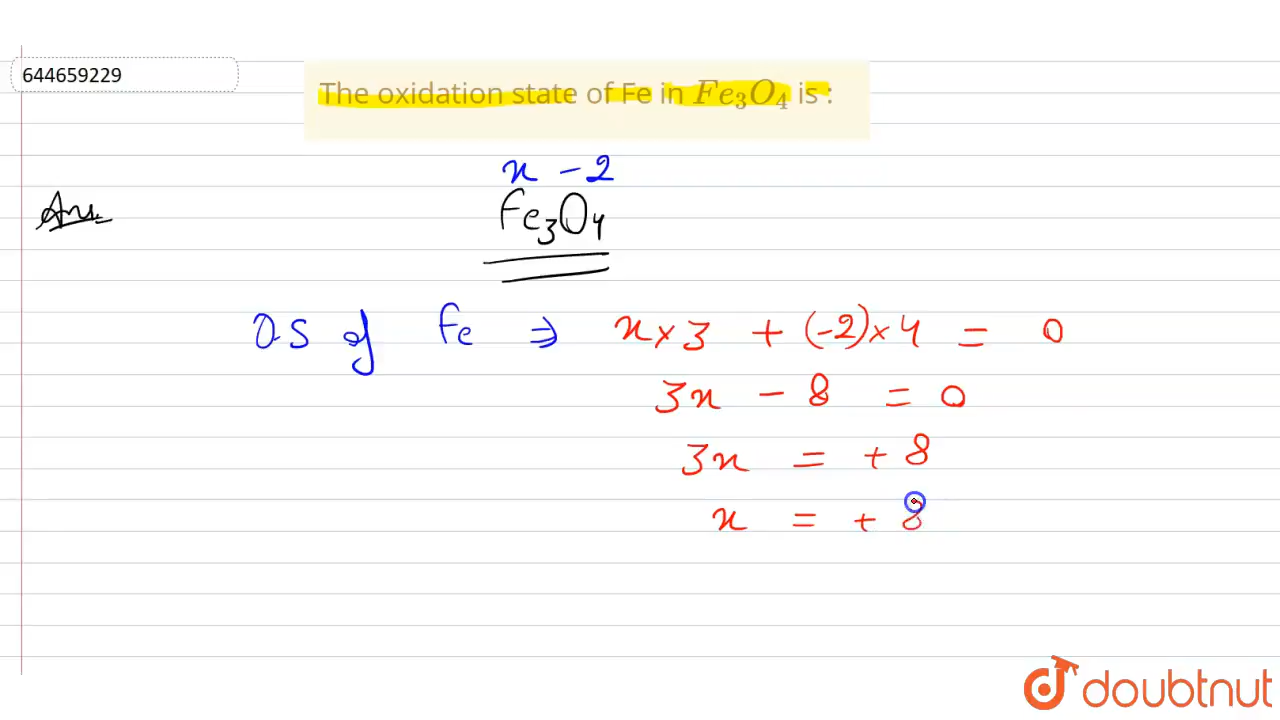 644659229
The oxidation state of Fe in Fe₃O₄ is :
x -2
Ans
Fe₃O₄
O.S of Fe ⇒ x×3 + (-2)×4 = 0
3x - 8 = 0
3x = +8
x = +8
doubtnut